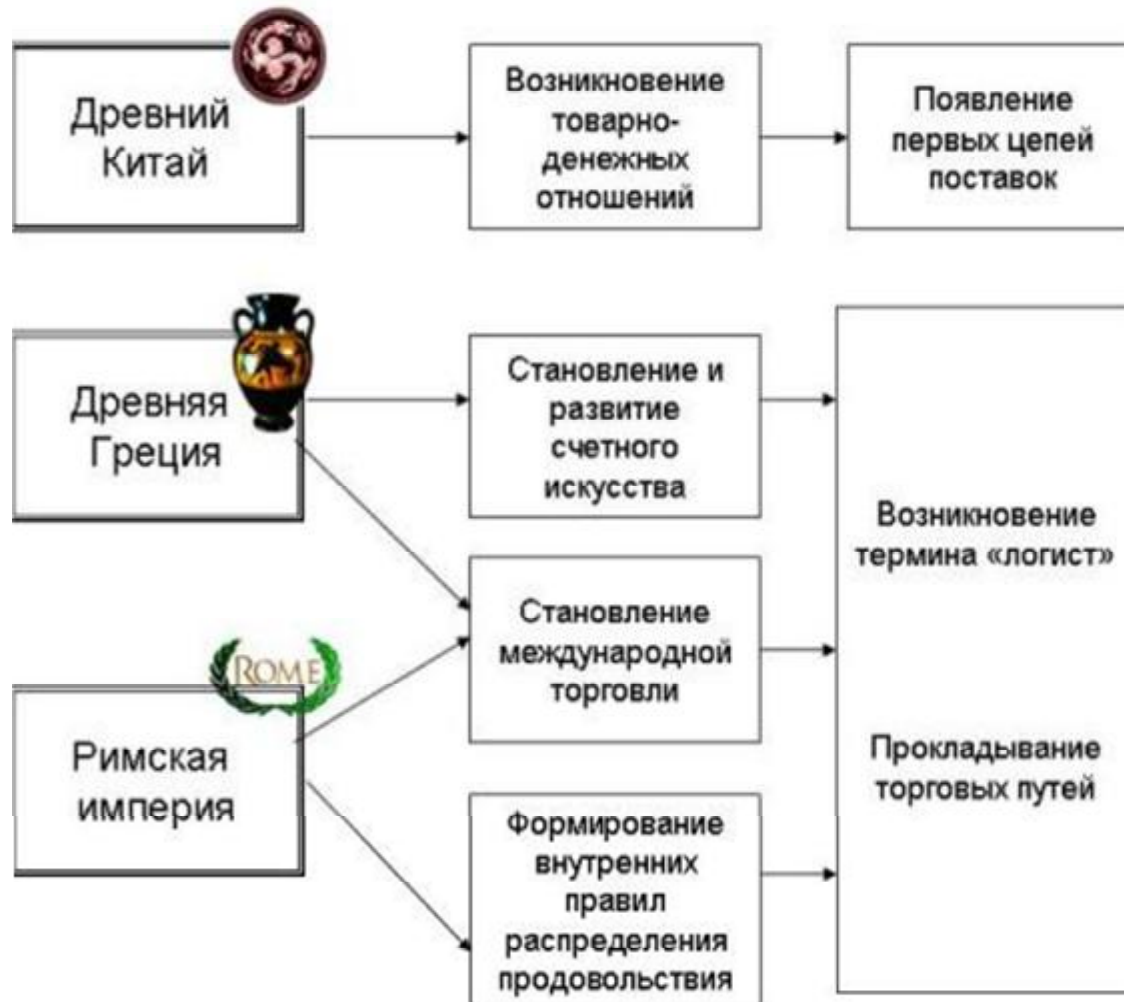 Древний
Китай
Возникновение
товарно-
денежных
отношений
Появление
первых цепей
поставок
Древняя
Греция
Становление и
развитие
счетного
искусства
Возникновение
термина «логист»
Становление
международной
торговли
ROME
Римская
империя
Прокладывание
торговых путей
Формирование
внутренних
правил
распределения
продовольствия